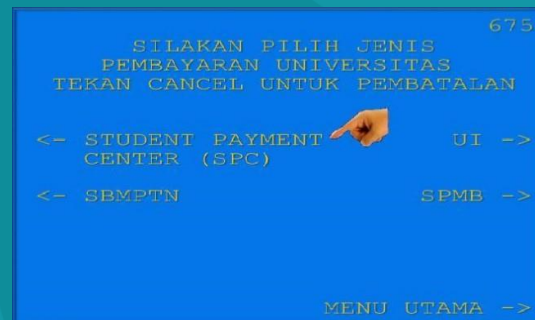 675
SILAKAN PILIH JENIS
PEMBAYARAN UNIVERSITAS
TEKAN CANCEL UNTUK PEMBATALAN
<- STUDENT PAYMENT CENTER (SPC)
UI ->
<- SBMPTN
SPMB ->
MENU UTAMA ->